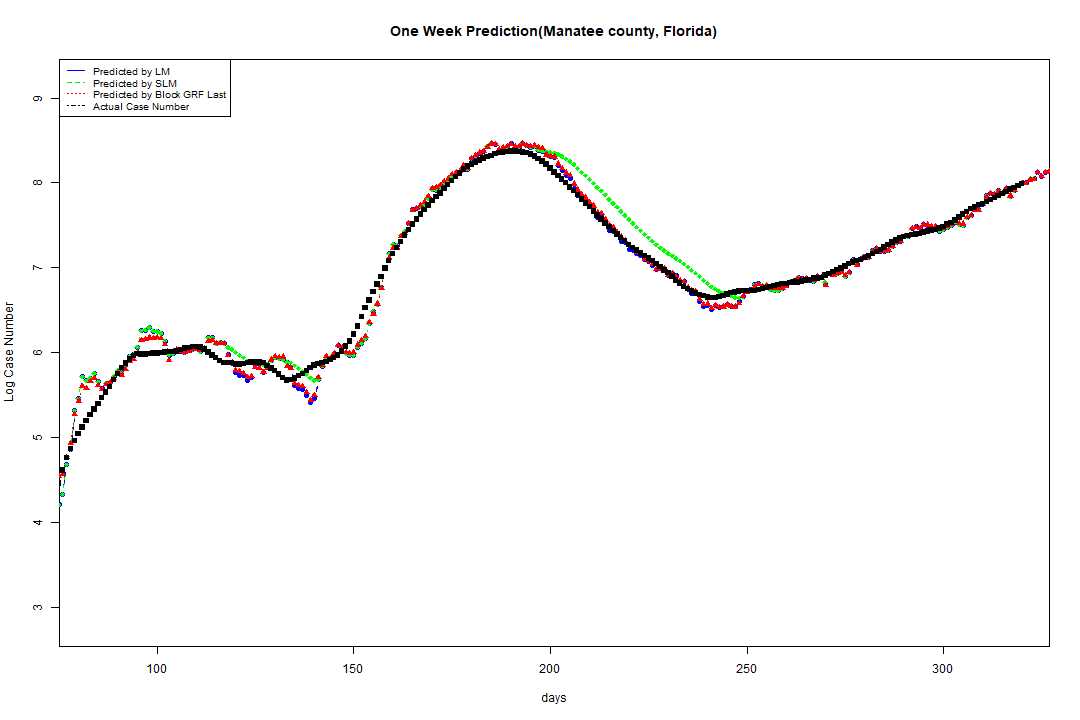 One Week Prediction(Manatee county, Florida)
Predicted by LM
Predicted by SLM
Predicted by Block GRF Last
Actual Case Number
9
8
7
6
5
4
3
Log Case Number
100 150 200 250 300
days